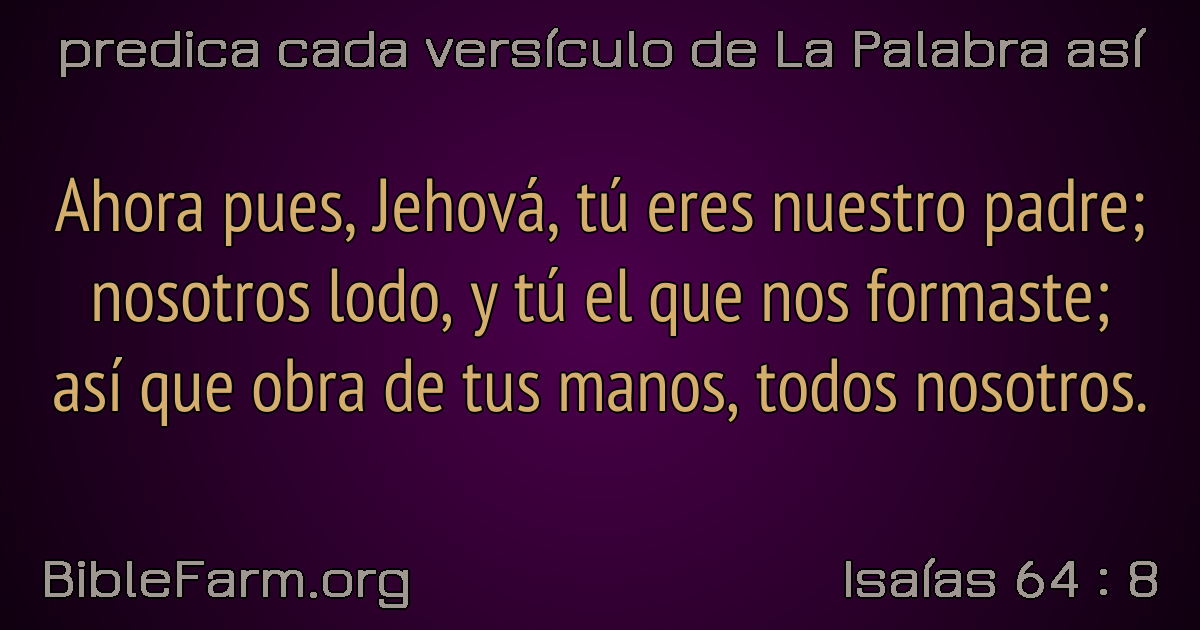 predica cada versículo de La Palabra así
Ahora pues, Jehová, tú eres nuestro padre;
nosotros lodo, y tú el que nos formaste;
así que obra de tus manos, todos nosotros.
BibleFarm.org
Isaías 64 : 8